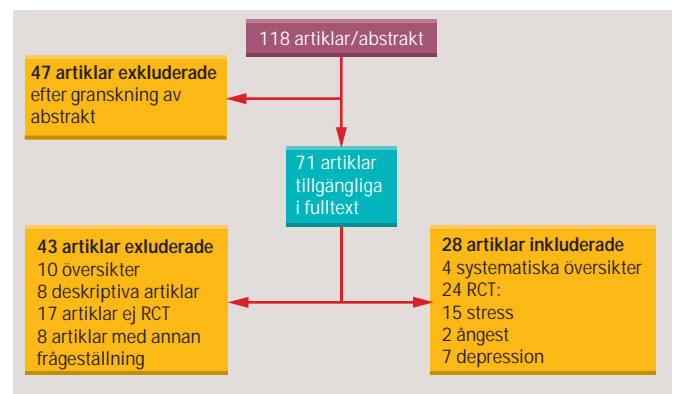 118 artiklar/abstrakt
47 artiklar exkluderade
efter granskning av
abstrakt
71 artiklar
tillgängliga
i fulltext
43 artiklar exluderade
10 översikter
8 deskriptiva artiklar
17 artiklar ej RCT
8 artiklar med annan
frågeställning
28 artiklar inkluderade
4 systematiska översikter
24 RCT:
15 stress
2 ångest
7 depression